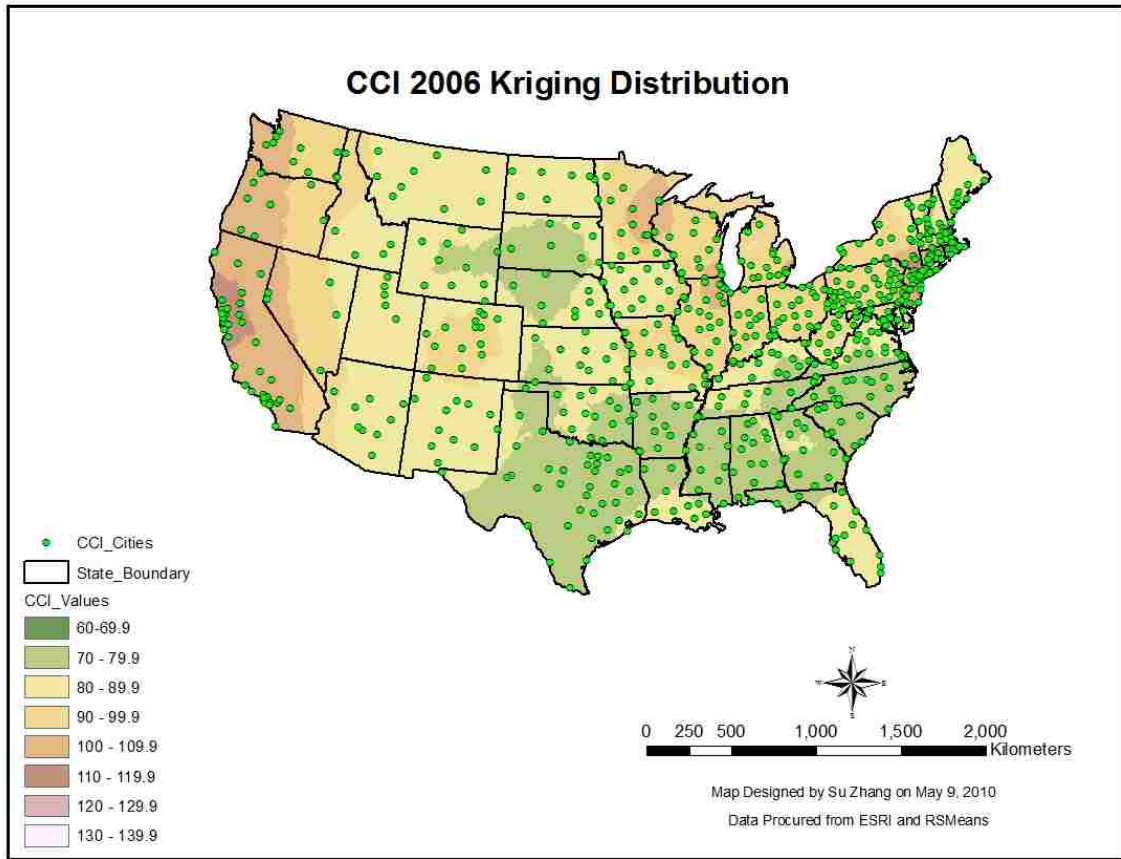 CCI 2006 Kriging Distribution
CCI_Cities
State_Boundary
CCI_Values
60-69.9
70 - 79.9
80 - 89.9
90 - 99.9
100 - 109.9
110 - 119.9
120 - 129.9
130 - 139.9
N
W E
S
0 250 500 1,000 1,500 2,000
Kilometers
Map Designed by Su Zhang on May 9, 2010
Data Procured from ESRI and RSMeans